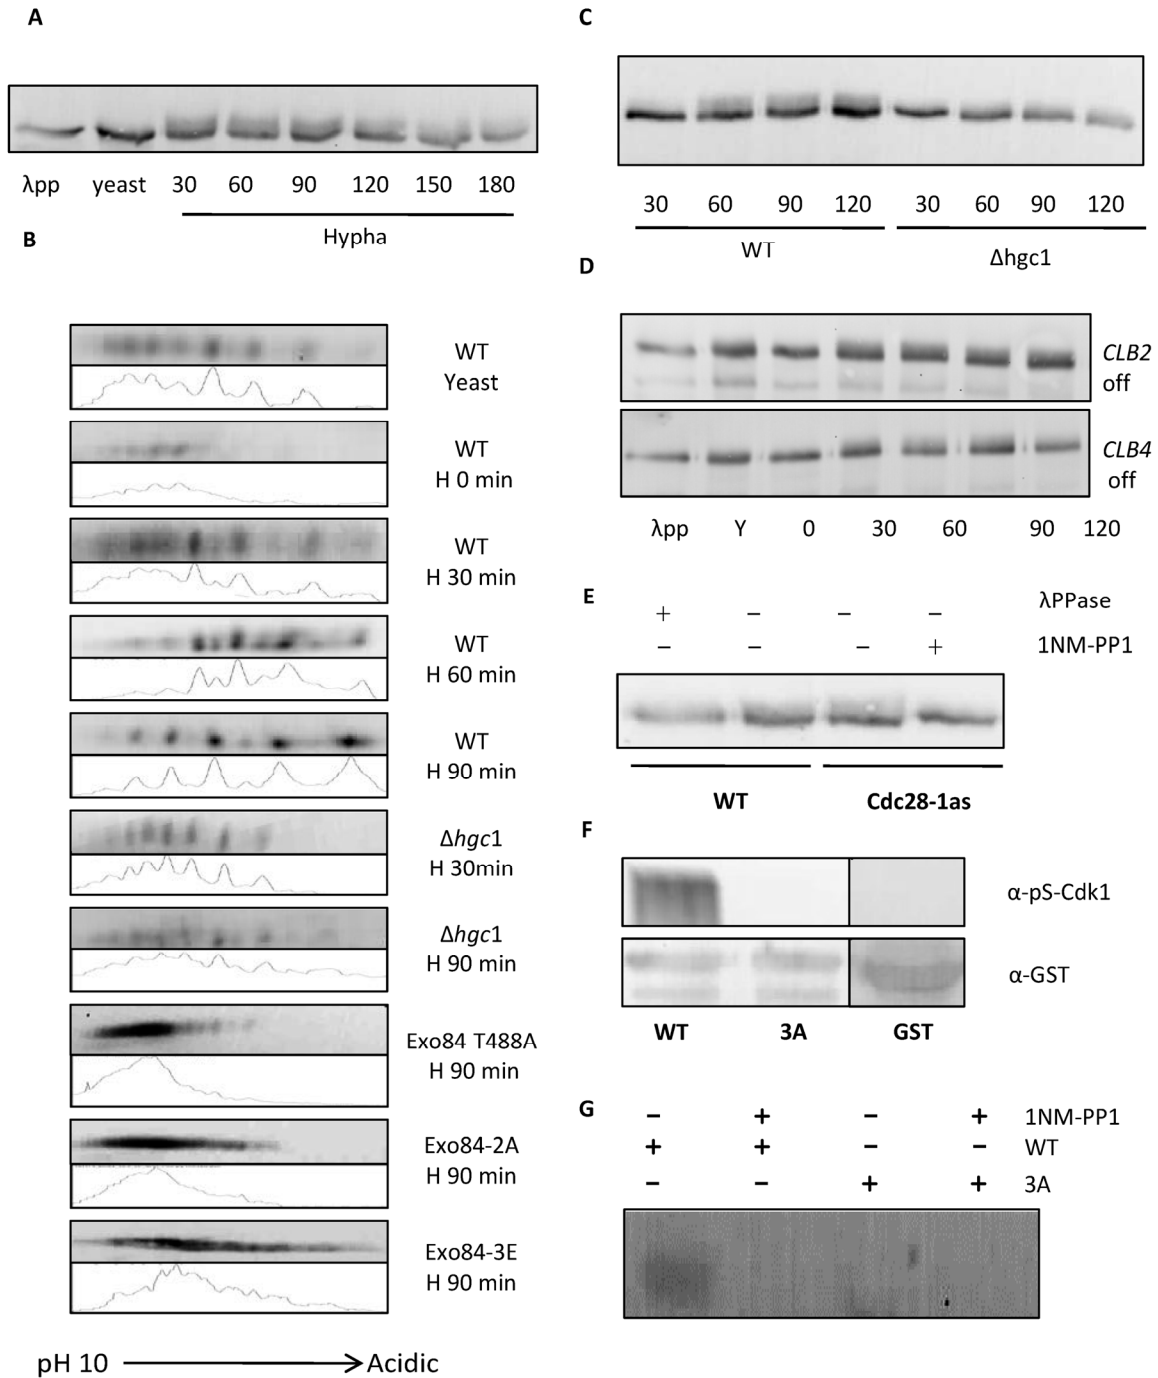 A
λpp yeast 30 60 90 120 150 180
Hypha
B
WT
Yeast
WT
H 0 min
WT
H 30 min
WT
H 60 min
WT
H 90 min
Δhgc1
H 30min
Δhgc1
H 90 min
Exo84 T488A
H 90 min
Exo84-2A
H 90 min
Exo84-3E
H 90 min
pH 10 Acidic
C
30 60 90 120 30 60 90 120
WT Δhgc1
D
CLB2
off
CLB4
off
λpp Y 0 30 60 90 120
E
+ − − − λPPase
− − − + 1NM-PP1
WT Cdc28-1as
F
α-pS-Cdk1
α-GST
WT 3A GST
G
− + − + 1NM-PP1
+ + − − WT
− − + + 3A